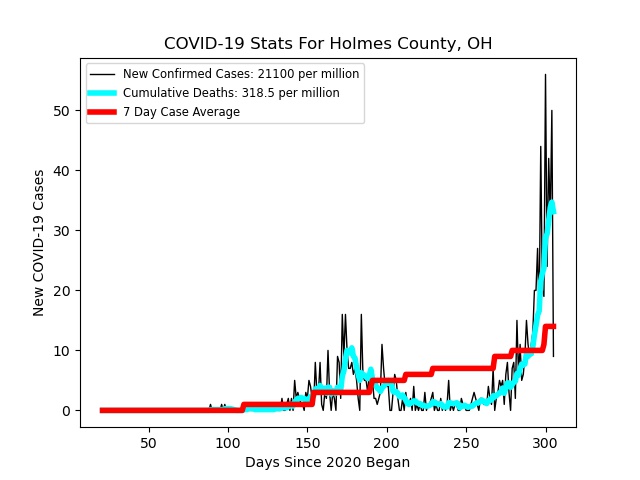 COVID-19 Stats For Holmes County, OH
New Confirmed Cases: 21100 per million
Cumulative Deaths: 318.5 per million
7 Day Case Average
New COVID-19 Cases
50
40
30
20
10
0
50 100 150 200 250 300
Days Since 2020 Began